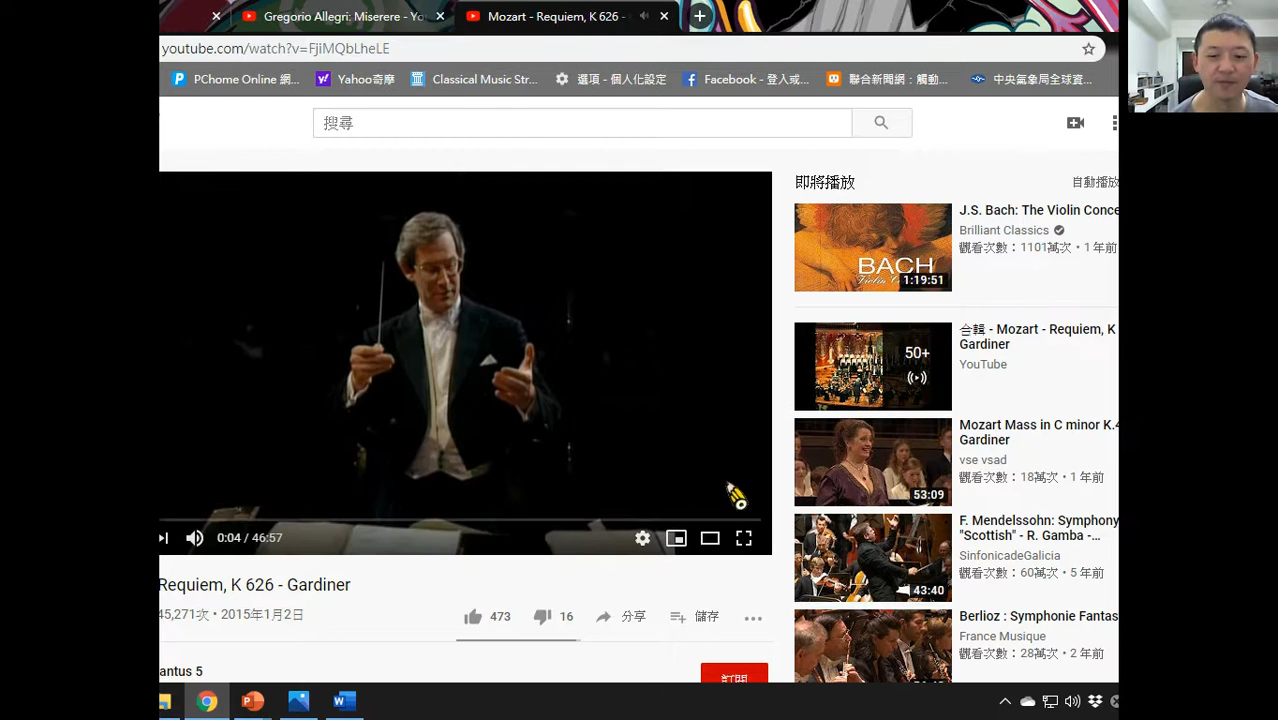 Gregorio Allegri: Miserere - Yo
Mozart - Requiem, K 626 -
youtube.com/watch?v=FjiMQbLheLE
PChome Online 網...
Yahoo奇摩
Classical Music Str...
選項 - 個人化設定
Facebook - 登入或...
聯合新聞網：觸動...
中央氣象局全球資...
搜尋
0:04 / 46:57
Requiem, K 626 - Gardiner
45,271次 • 2015年1月2日
473
16
分享
儲存
antus 5
訂閱
即將播放
自動播放
BACH
1:19:51
J.S. Bach: The Violin Conce
Brilliant Classics
觀看次數：1101萬次 • 1 年前
50+
合輯 - Mozart - Requiem, K
Gardiner
YouTube
53:09
Mozart Mass in C minor K.4
Gardiner
vse vsad
觀看次數：18萬次 • 1 年前
43:40
F. Mendelssohn: Symphony
"Scottish" - R. Gamba -...
SinfonicadeGalicia
觀看次數：60萬次 • 5 年前
Berlioz : Symphonie Fantas
France Musique
觀看次數：28萬次 • 2 年前